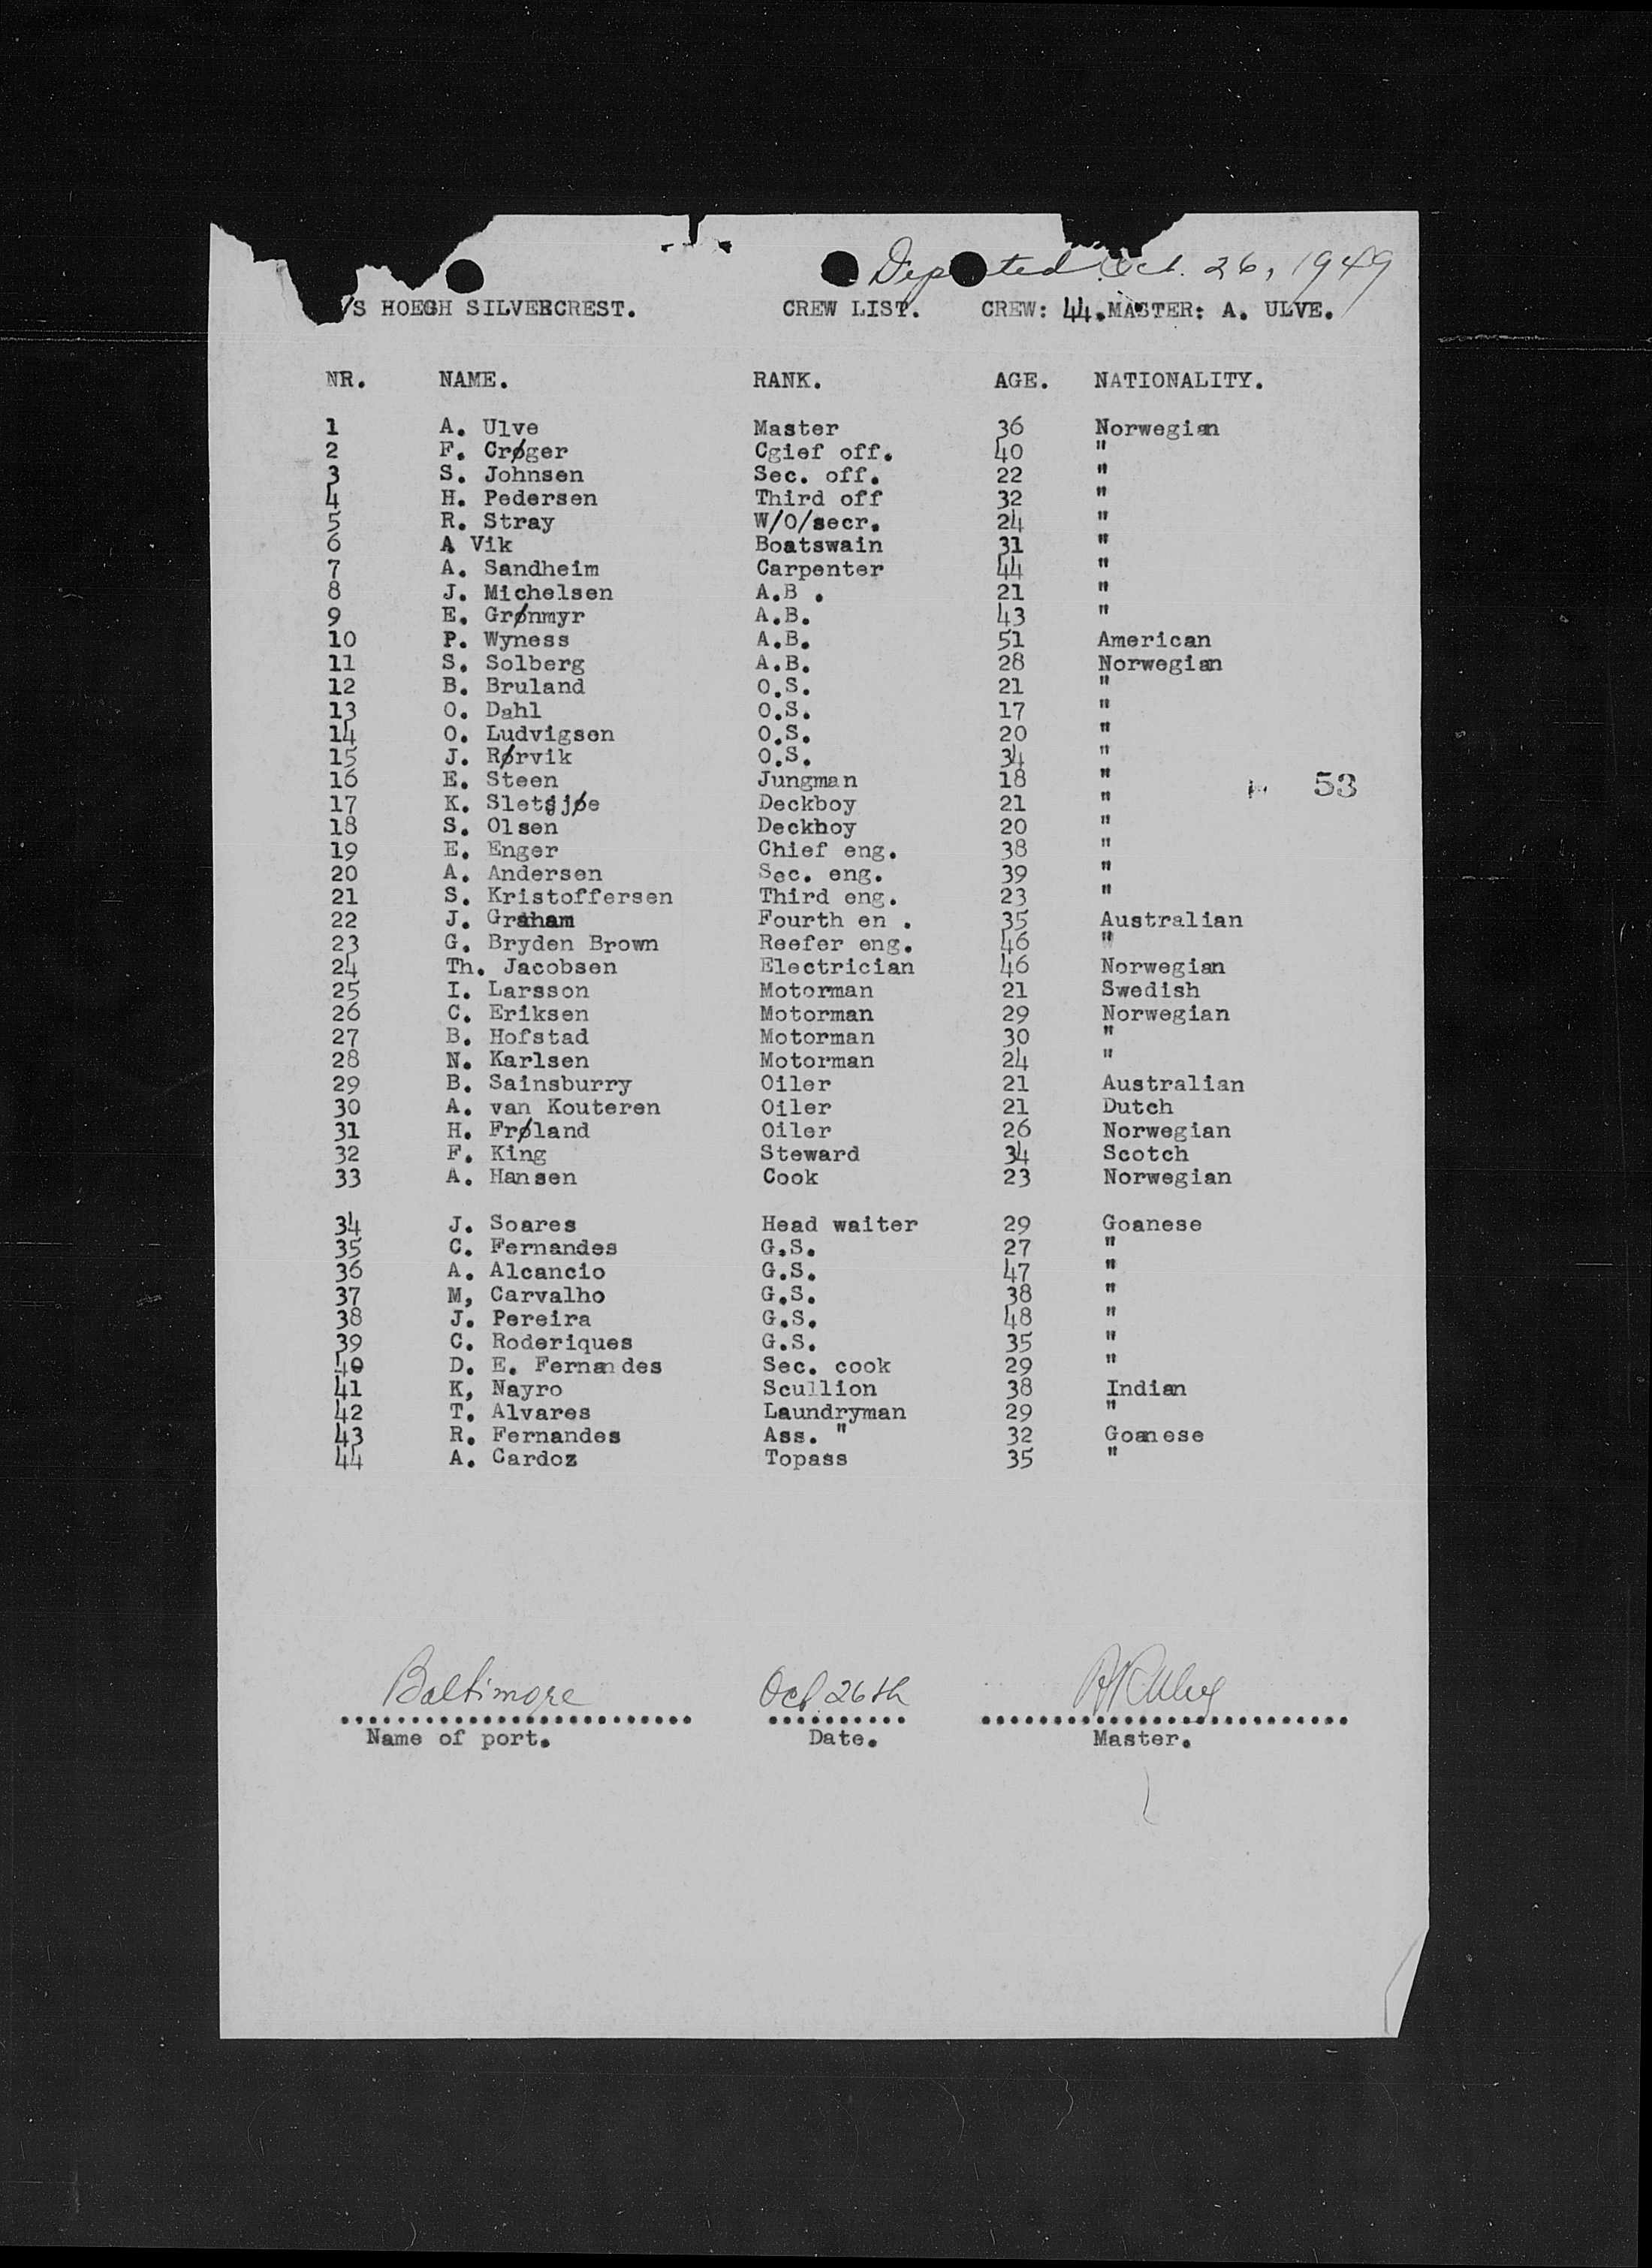 Departed Oct. 26, 1949
/S HOEGH SILVERCREST. CREW LIST. CREW: 44. MASTER: A. ULVE.
NR. NAME. RANK. AGE. NATIONALITY.
1 A. Ulve Master 36 Norwegian
2 F. Crøger Cgief off. 40 "
3 S. Johnsen Sec. off. 22 "
4 H. Pedersen Third off 32 "
5 R. Stray W/O/secr. 24 "
6 A Vik Boatswain 31 "
7 A. Sandheim Carpenter 44 "
8 J. Michelsen A.B . 21 "
9 E. Grønmyr A.B. 43 "
10 P. Wyness A.B. 51 American
11 S. Solberg A.B. 28 Norwegian
12 B. Bruland O.S. 21 "
13 O. Dahl O.S. 17 "
14 O. Ludvigsen O.S. 20 "
15 J. Rørvik O.S. 34 "
16 E. Steen Jungman 18 "
53
17 K. Sletsjøe Deckboy 21 "
18 S. Olsen Deckboy 20 "
19 E. Enger Chief eng. 38 "
20 A. Andersen Sec. eng. 39 "
21 S. Kristoffersen Third eng. 23 "
22 J. Graham Fourth en . 35 Australian
23 G. Bryden Brown Reefer eng. 46 "
24 Th. Jacobsen Electrician 46 Norwegian
25 I. Larsson Motorman 21 Swedish
26 C. Eriksen Motorman 29 Norwegian
27 B. Hofstad Motorman 30 "
28 N. Karlsen Motorman 24 "
29 B. Sainsburry Oiler 21 Australian
30 A. van Kouteren Oiler 21 Dutch
31 H. Frøland Oiler 26 Norwegian
32 F. King Steward 34 Scotch
33 A. Hansen Cook 23 Norwegian
34 J. Soares Head waiter 29 Goanese
35 C. Fernandes G.S. 27 "
36 A. Alcancio G.S. 47 "
37 M, Carvalho G.S. 38 "
38 J. Pereira G.S. 48 "
39 C. Roderiques G.S. 35 "
40 D. E. Fernandes Sec. cook 29 "
41 K, Nayro Scullion 38 Indian
42 T. Alvares Laundryman 29 "
43 R. Fernandes Ass. " 32 Goanese
44 A. Cardoz Topass 35 "
Baltimore Oct 26th
Name of port. Date. Master.